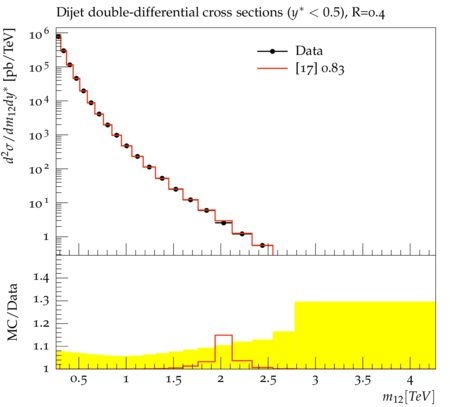 Dijet double-differential cross sections (y* < 0.5), R=0.4
d²σ/dm₁₂dy* [pb/TeV]
10⁶
10⁵
10⁴
10³
10²
10¹
1
Data
[17] 0.83
MC/Data
1.4
1.3
1.2
1.1
1
0.5 1 1.5 2 2.5 3 3.5 4
m₁₂[TeV]